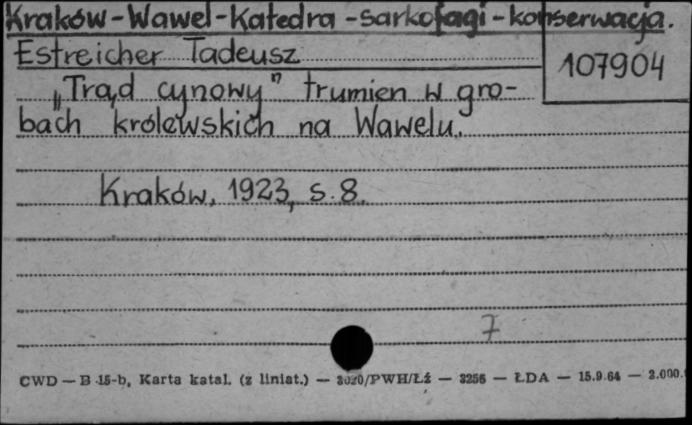 Kraków-Wawel-Katedra-sarkofagi-konserwacja.
Estreicher Tadeusz
107904
„Trąd cynowy" trumien w gro-
bach królewskich na Wawelu.
Kraków, 1923, s. 8.
7
CWD — B 15-b, Karta katal. (z liniat.) — 3020/PWH/Łź — 3256 — ŁDA — 15.9.64 — 2.000.